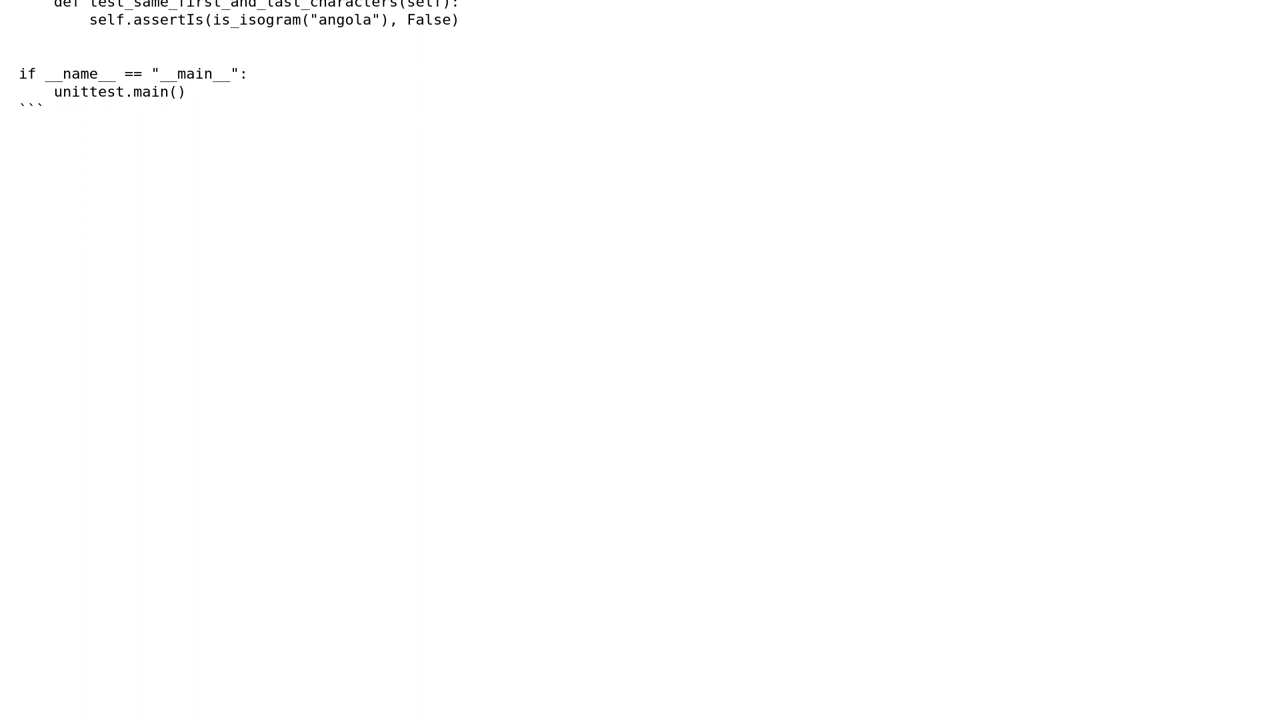 def test_same_first_and_last_characters(self):
        self.assertIs(is_isogram("angola"), False)
if __name__ == "__main__":
    unittest.main()
```